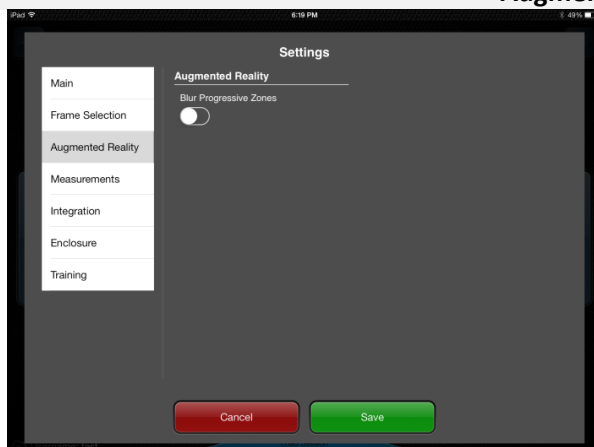 iPad
6:19 PM
49%
Settings
Main
Frame Selection
Augmented Reality
Measurements
Integration
Enclosure
Training
Augmented Reality
Blur Progressive Zones
Cancel
Save